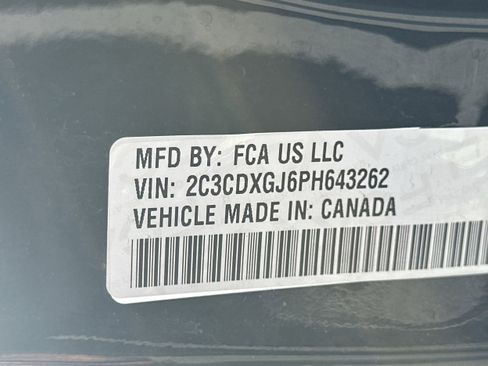 MFD BY: FCA US LLC
VIN: 2C3CDXGJ6PH643262
VEHICLE MADE IN: CANADA